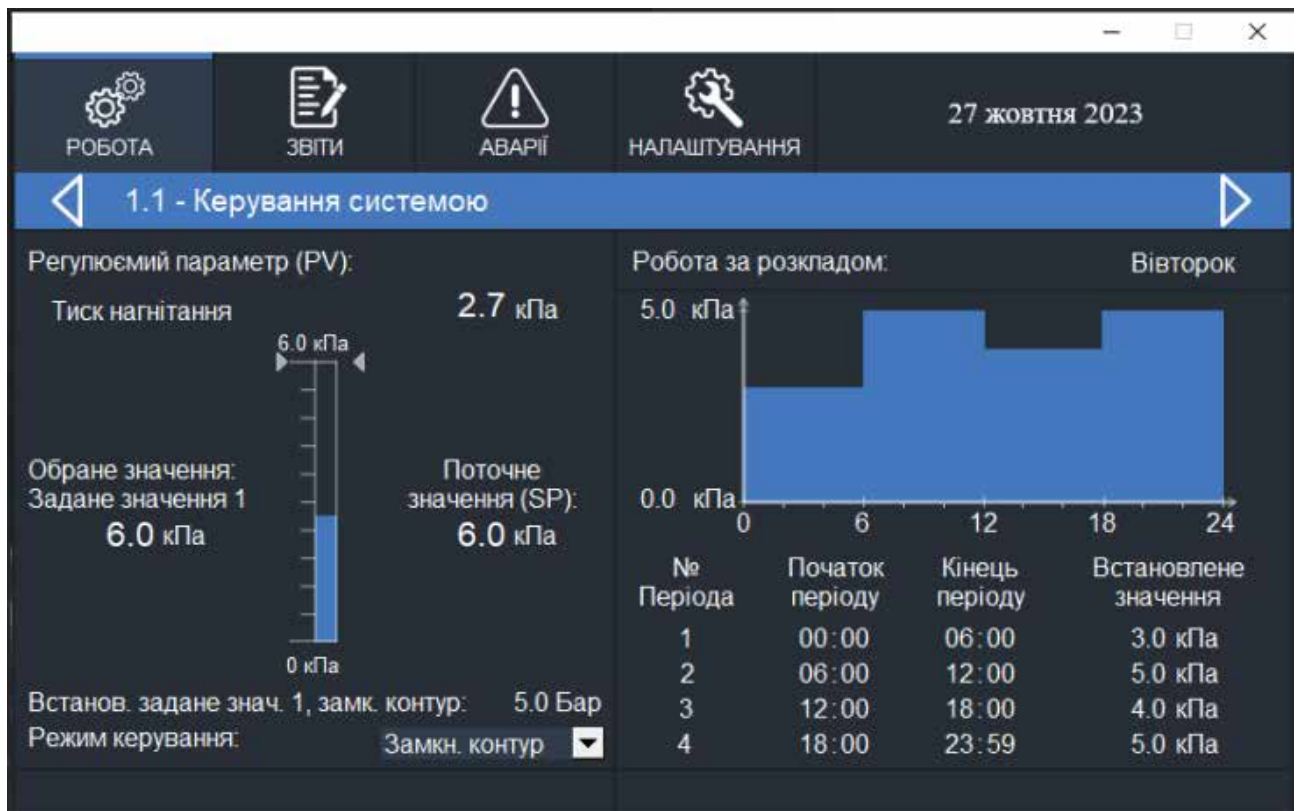 РОБОТА
ЗВІТИ
АВАРІЇ
НАЛАШТУВАННЯ
27 жовтня 2023
1.1 - Керування системою
Регулюємий параметр (PV):
Тиск нагнітання 2.7 кПа
6.0 кПа
Обране значення:
Задане значення 1
6.0 кПа
Поточне
значення (SP):
6.0 кПа
0 кПа
Встанов. задане знач. 1, замк. контур: 5.0 Бар
Режим керування: Замкн. контур
Робота за розкладом: Вівторок
5.0 кПа
0.0 кПа
0 6 12 18 24
№ Початок Кінець Встановлене
Періода періоду періоду значення
1 00:00 06:00 3.0 кПа
2 06:00 12:00 5.0 кПа
3 12:00 18:00 4.0 кПа
4 18:00 23:59 5.0 кПа